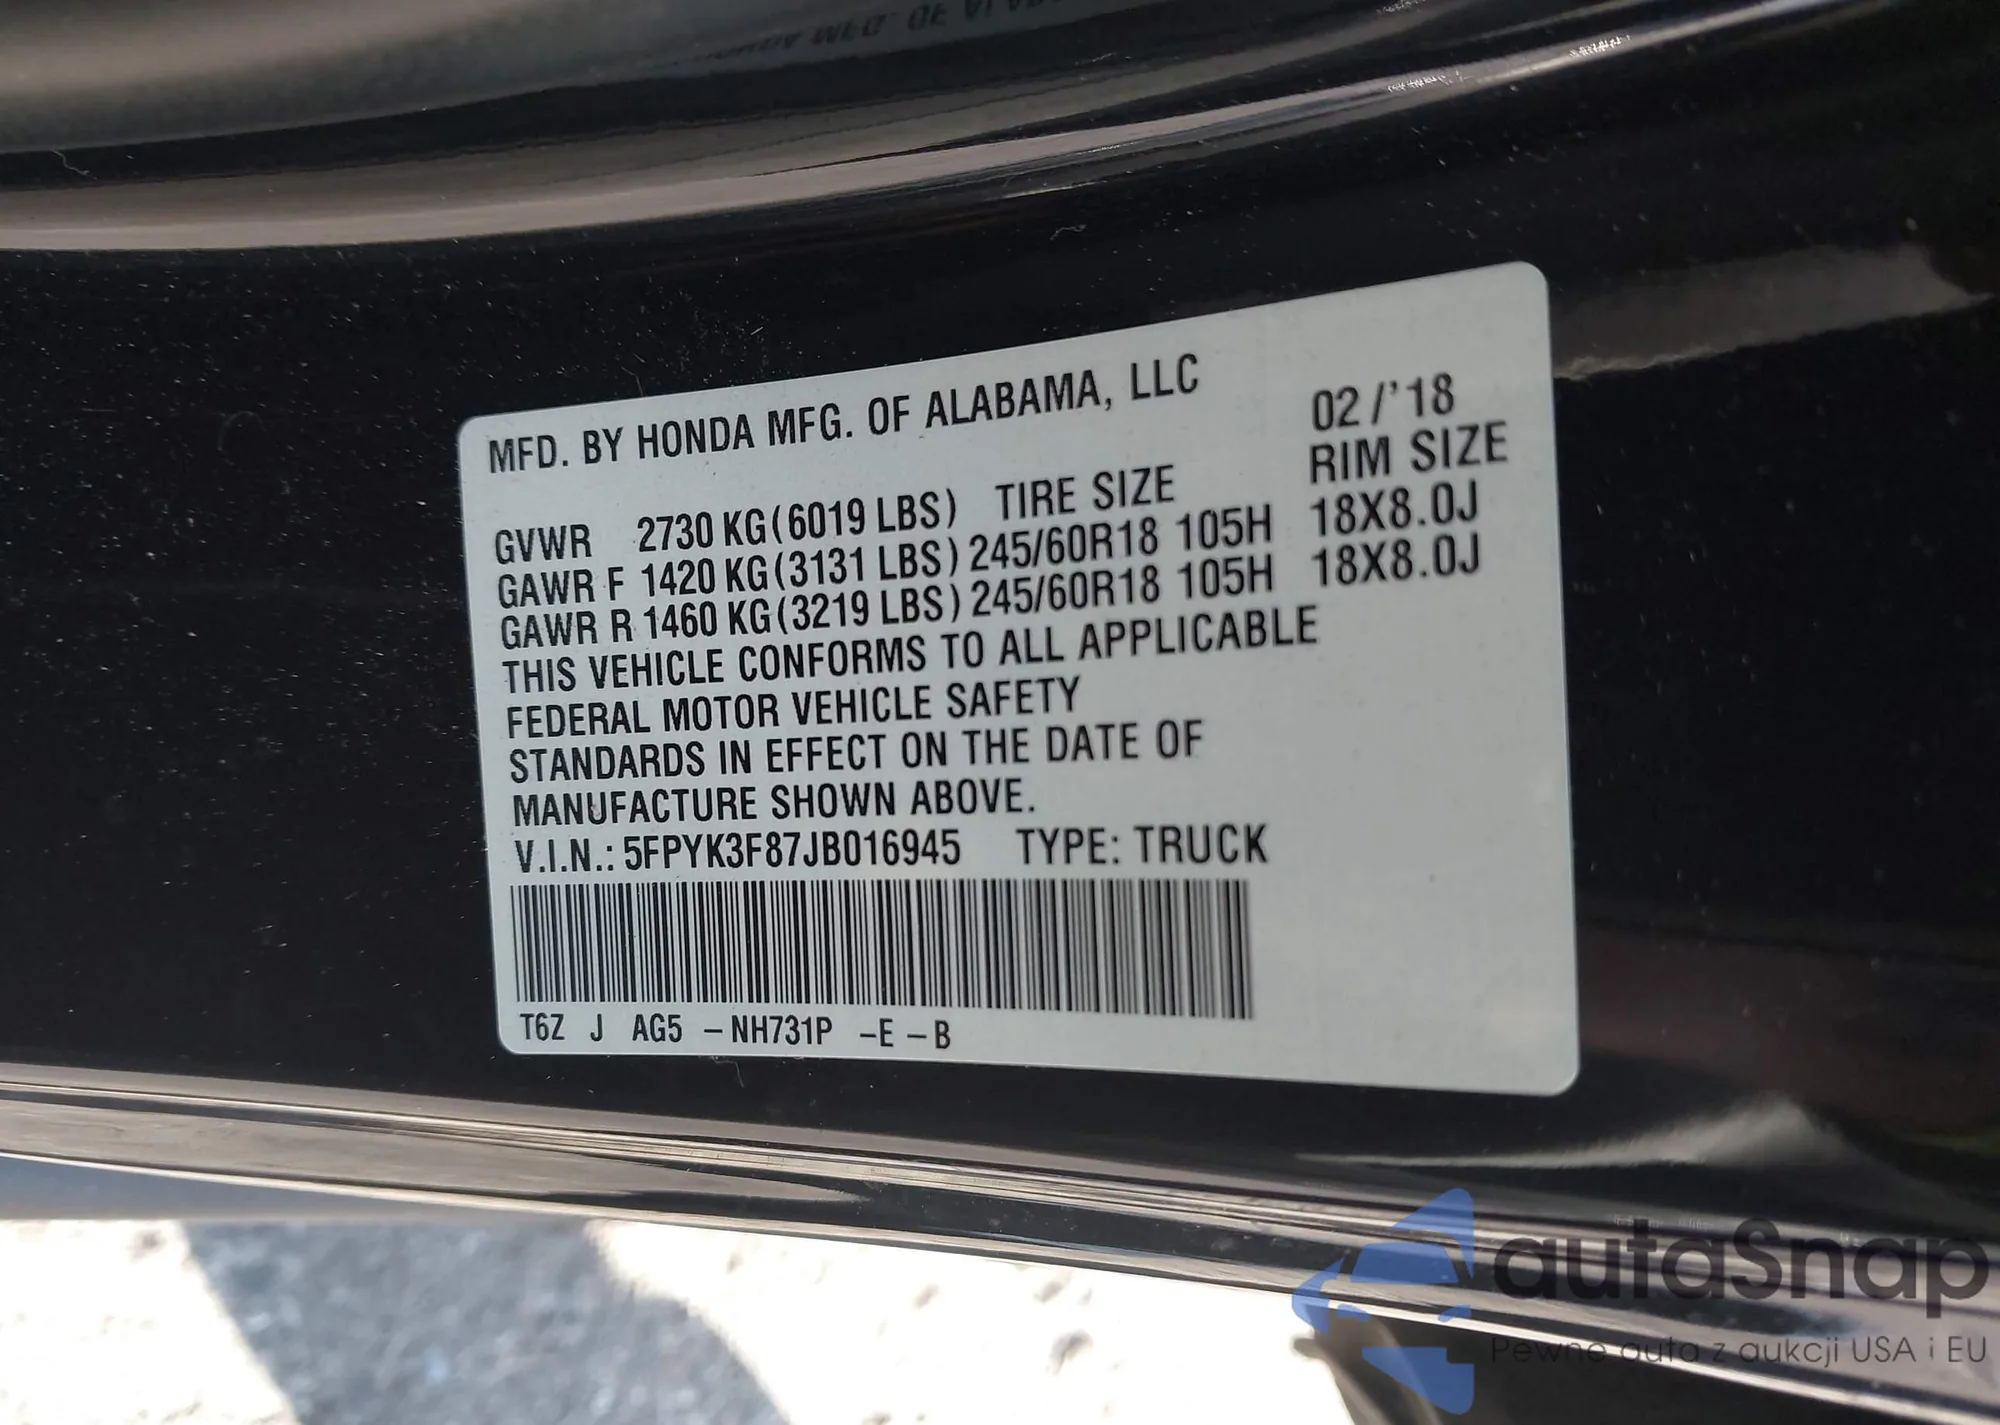 MFD. BY HONDA MFG. OF ALABAMA, LLC 02/'18
GVWR 2730 KG(6019 LBS) TIRE SIZE RIM SIZE
GAWR F 1420 KG(3131 LBS) 245/60R18 105H 18X8.0J
GAWR R 1460 KG(3219 LBS) 245/60R18 105H 18X8.0J
THIS VEHICLE CONFORMS TO ALL APPLICABLE
FEDERAL MOTOR VEHICLE SAFETY
STANDARDS IN EFFECT ON THE DATE OF
MANUFACTURE SHOWN ABOVE.
V.I.N.: 5FPYK3F87JB016945 TYPE: TRUCK
T6Z J AG5 –NH731P –E –B
autaSnap
Pewne auta z aukcji USA i EU